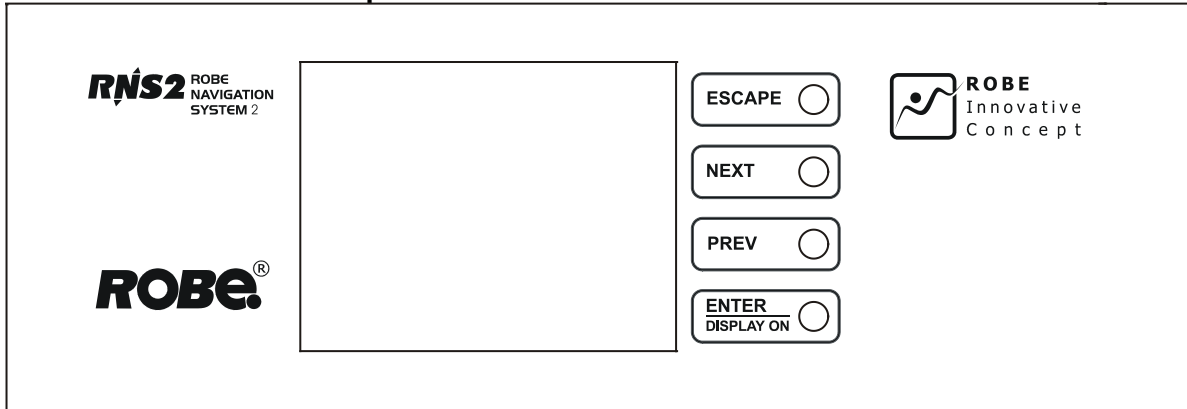 RNS2 ROBE
NAVIGATION
SYSTEM 2
ROBE®
ESCAPE
NEXT
PREV
ENTER
DISPLAY ON
ROBE
Innovative
Concept